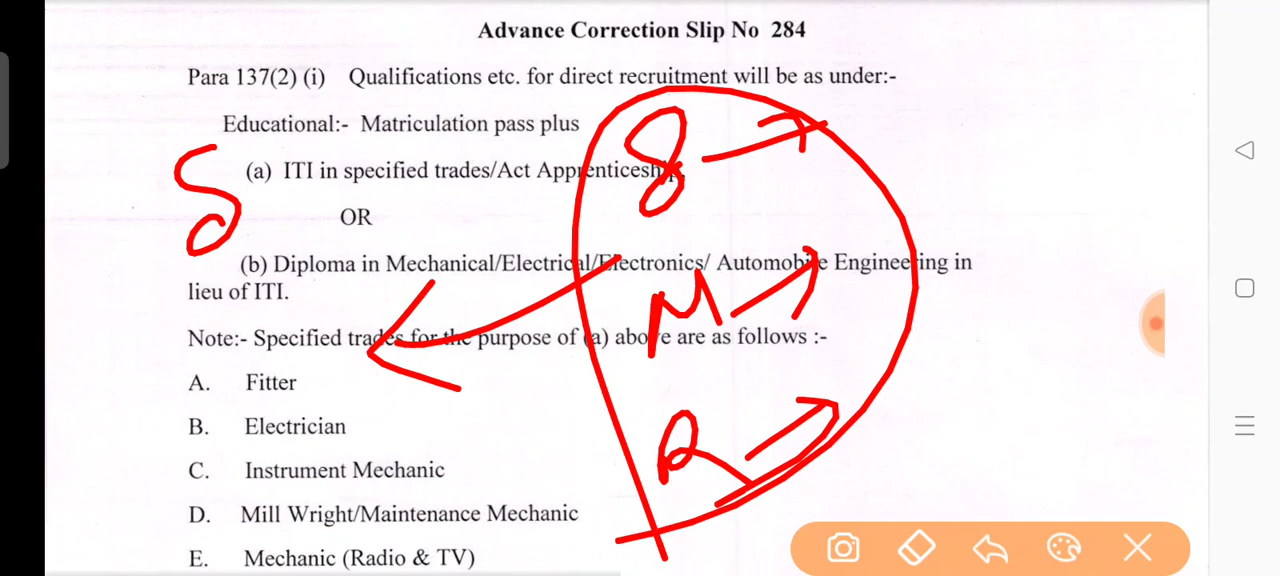 Advance Correction Slip No 284
Para 137(2) (i) Qualifications etc. for direct recruitment will be as under:-
Educational:- Matriculation pass plus
(a) ITI in specified trades/Act Apprenticeship
OR
(b) Diploma in Mechanical/Electrical/Electronics/ Automobile Engineering in
lieu of ITI.
Note:- Specified trades for the purpose of (a) above are as follows :-
A. Fitter
B. Electrician
C. Instrument Mechanic
D. Mill Wright/Maintenance Mechanic
E. Mechanic (Radio & TV)